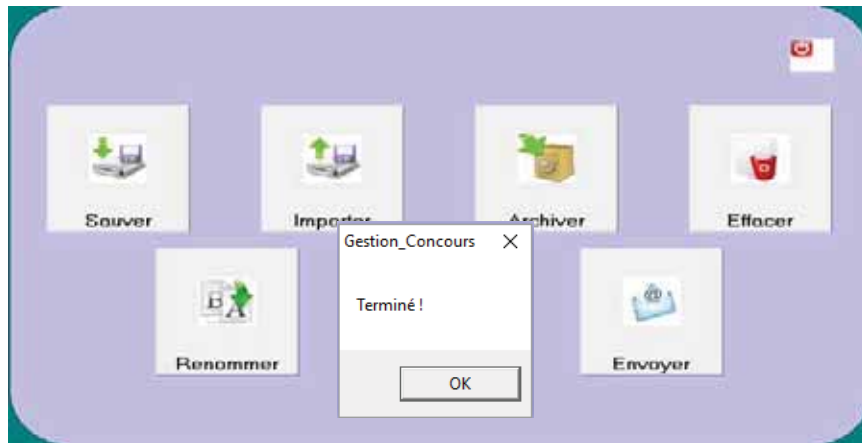 Sauver
Importer
Archiver
Effacer
Gestion_Concours
Terminé !
Renommer
Envoyer
OK